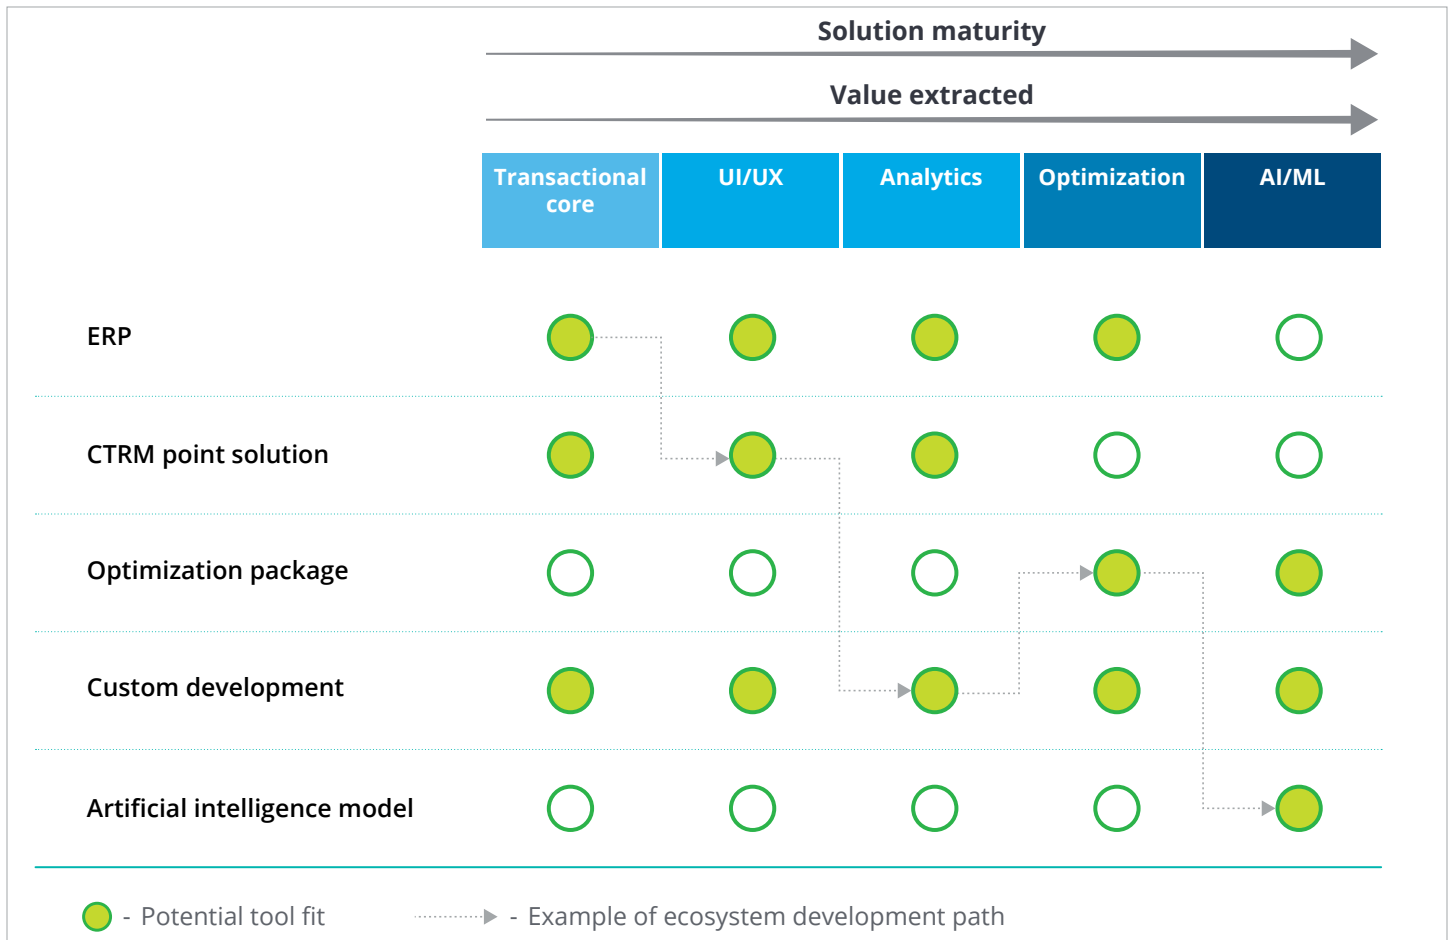 Solution maturity
Value extracted
Transactional
core
UI/UX
Analytics
Optimization
AI/ML
ERP
CTRM point solution
Optimization package
Custom development
Artificial intelligence model
- Potential tool fit
- Example of ecosystem development path